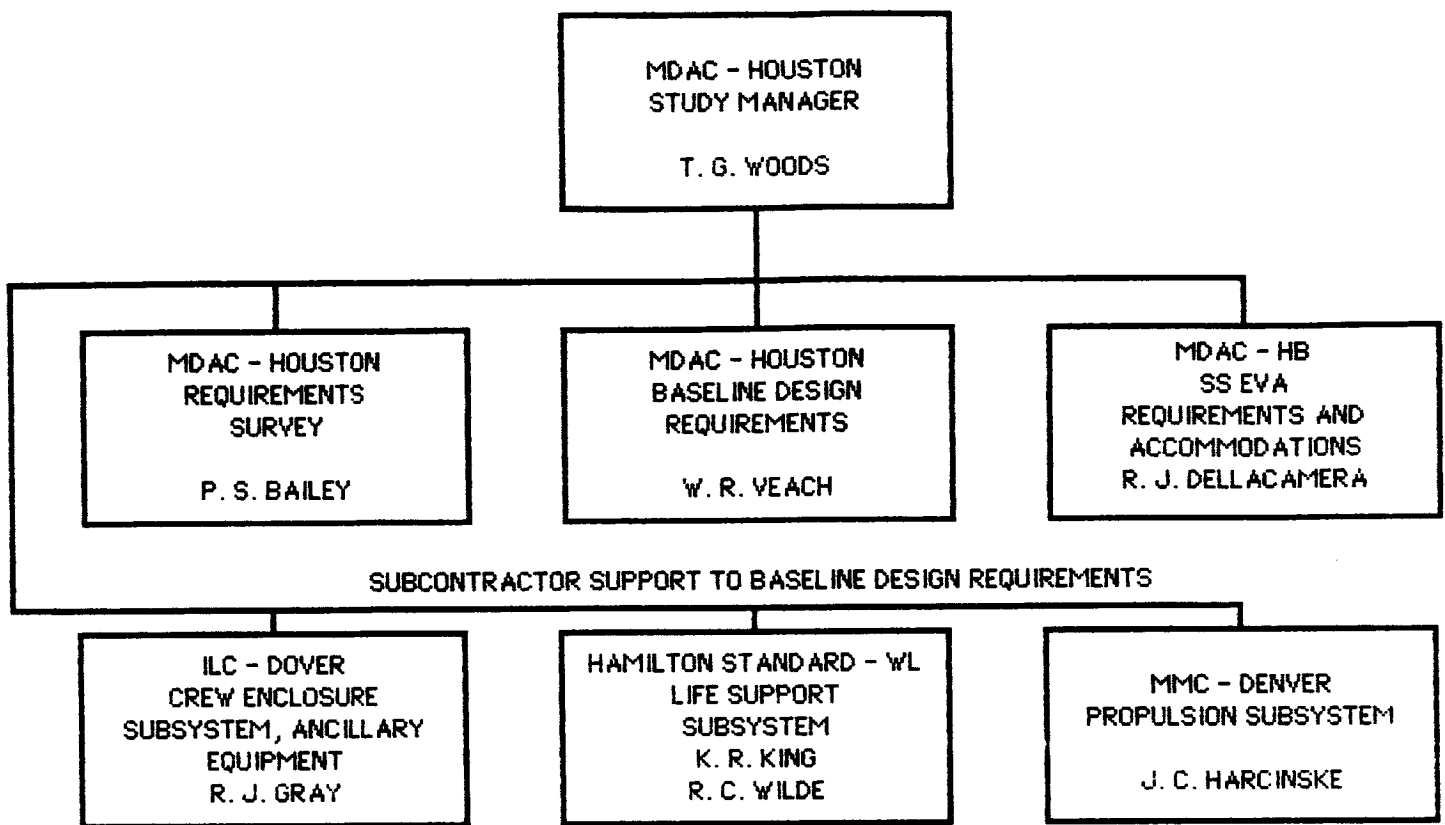 MDAC - HOUSTON
STUDY MANAGER
T. G. WOODS
MDAC - HOUSTON
REQUIREMENTS
SURVEY
P. S. BAILEY
MDAC - HOUSTON
BASELINE DESIGN
REQUIREMENTS
W. R. VEACH
MDAC - HB
SS EVA
REQUIREMENTS AND
ACCOMMODATIONS
R. J. DELLACAMERA
SUBCONTRACTOR SUPPORT TO BASELINE DESIGN REQUIREMENTS
ILC - DOVER
CREW ENCLOSURE
SUBSYSTEM, ANCILLARY
EQUIPMENT
R. J. GRAY
HAMILTON STANDARD - WL
LIFE SUPPORT
SUBSYSTEM
K. R. KING
R. C. WILDE
MMC - DENVER
PROPULSION SUBSYSTEM
J. C. HARCINSKE